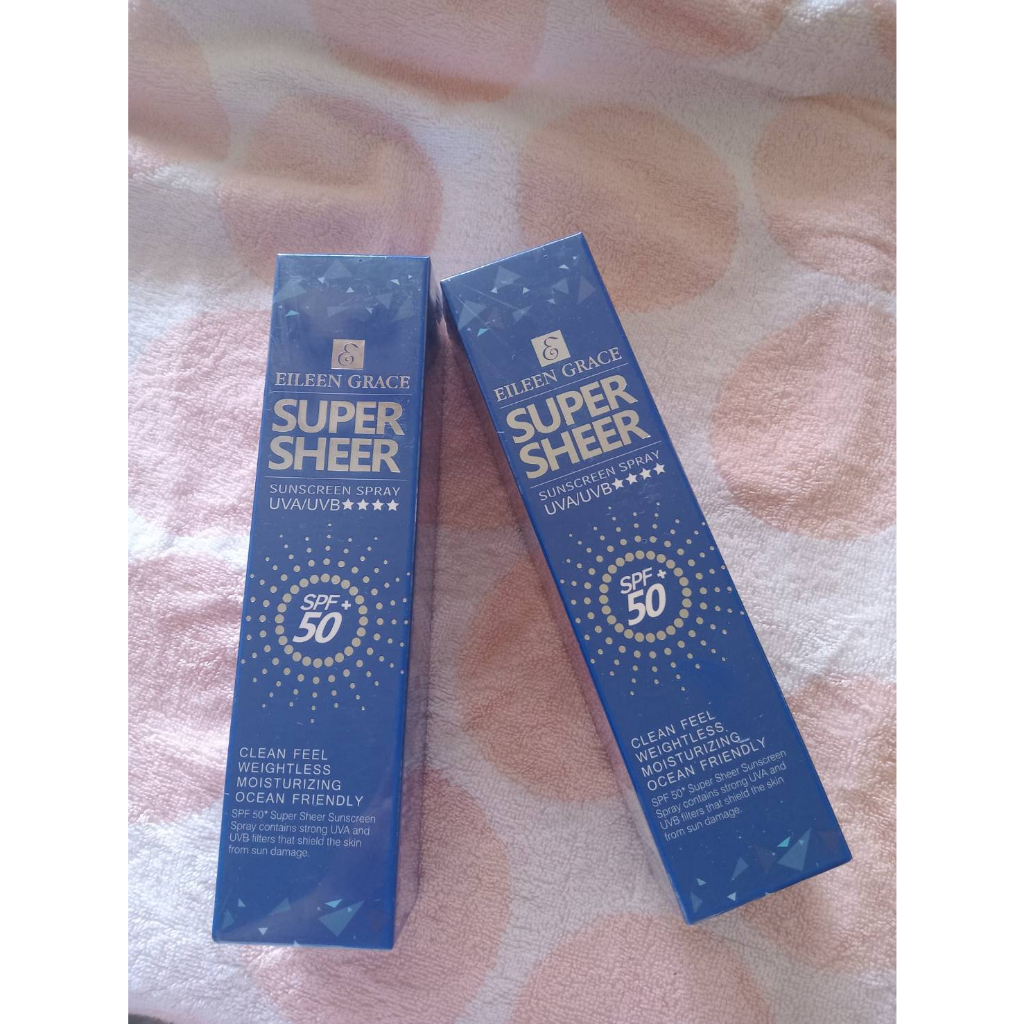 E
EILEEN GRACE
SUPER
SHEER
SUNSCREEN SPRAY
UVA/UVB★★★★
SPF +
50
CLEAN FEEL
WEIGHTLESS
MOISTURIZING
OCEAN FRIENDLY
SPF 50⁺ Super Sheer Sunscreen
Spray contains strong UVA and
UVB filters that shield the skin
from sun damage.
E
EILEEN GRACE
SUPER
SHEER
SUNSCREEN SPRAY
UVA/UVB★★★★
SPF +
50
CLEAN FEEL
WEIGHTLESS
MOISTURIZING
OCEAN FRIENDLY
SPF 50⁺ Super Sheer Sunscreen
Spray contains strong UVA and
UVB filters that shield the skin
from sun damage.